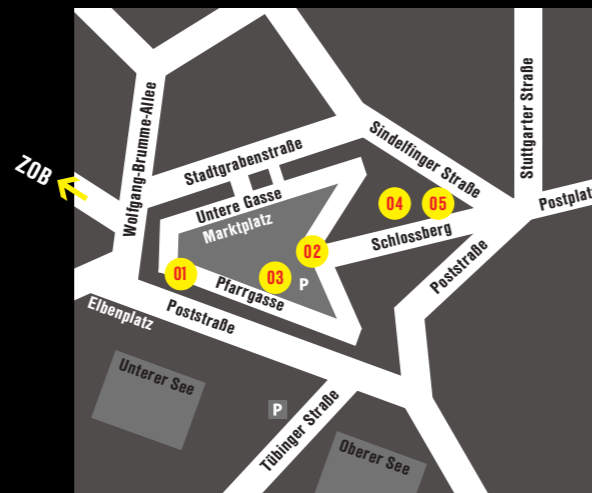 ZOB
Wolfgang-Brumme-Allee
Stadtgrabenstraße
Sindelfinger Straße
Stuttgarter Straße
Postplatz
Untere Gasse
Marktplatz
04
05
02
Schlossberg
01
03
P
Pfarrgasse
Poststraße
Elbenplatz
Poststraße
Unterer See
P
Tübinger Straße
Oberer See